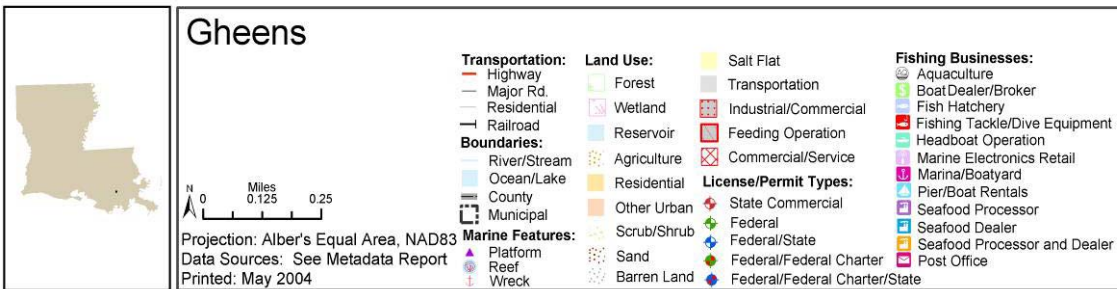 Gheens
N
Miles
0 0.125 0.25
Projection: Alber's Equal Area, NAD83
Data Sources: See Metadata Report
Printed: May 2004
Transportation:
Highway
Major Rd.
Residential
Railroad
Boundaries:
River/Stream
Ocean/Lake
County
Municipal
Marine Features:
Platform
Reef
Wreck
Land Use:
Forest
Wetland
Reservoir
Agriculture
Residential
Other Urban
Scrub/Shrub
Sand
Barren Land
Salt Flat
Transportation
Industrial/Commercial
Feeding Operation
Commercial/Service
License/Permit Types:
State Commercial
Federal
Federal/State
Federal/Federal Charter
Federal/Federal Charter/State
Fishing Businesses:
Aquaculture
Boat Dealer/Broker
Fish Hatchery
Fishing Tackle/Dive Equipment
Headboat Operation
Marine Electronics Retail
Marina/Boatyard
Pier/Boat Rentals
Seafood Processor
Seafood Dealer
Seafood Processor and Dealer
Post Office